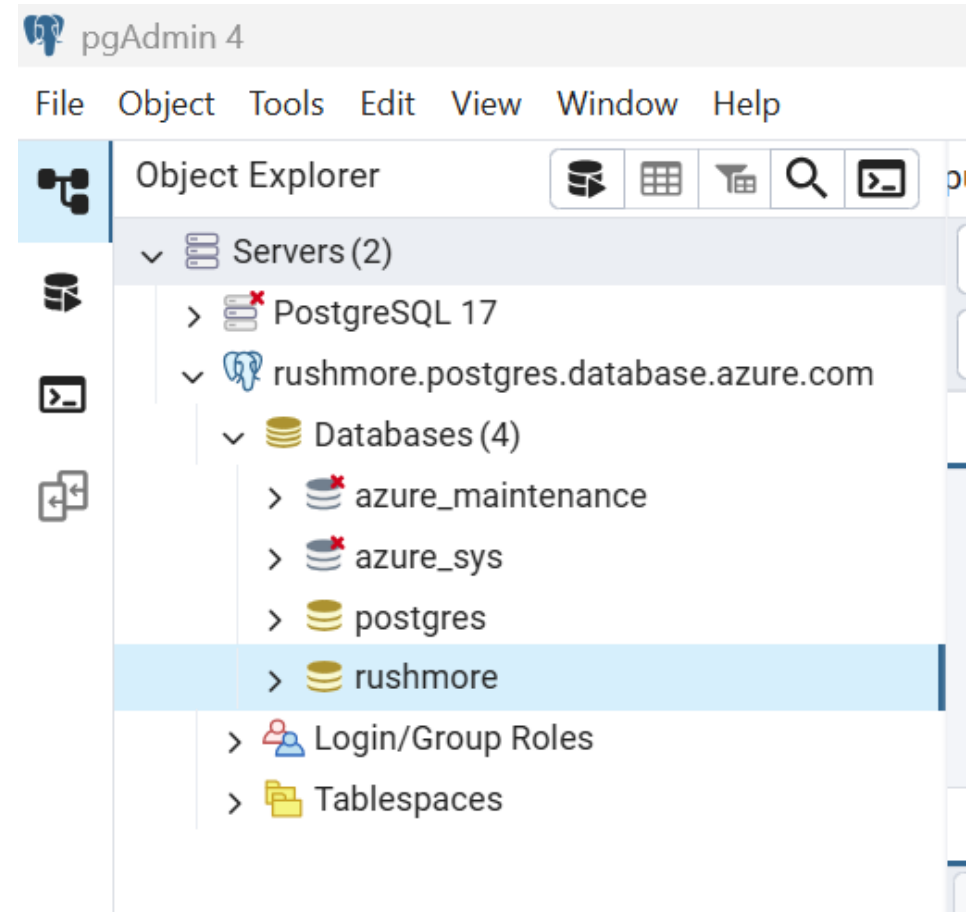 pgAdmin 4
File Object Tools Edit View Window Help
Object Explorer
Servers (2)
PostgreSQL 17
rushmore.postgres.database.azure.com
Databases (4)
azure_maintenance
azure_sys
postgres
rushmore
Login/Group Roles
Tablespaces